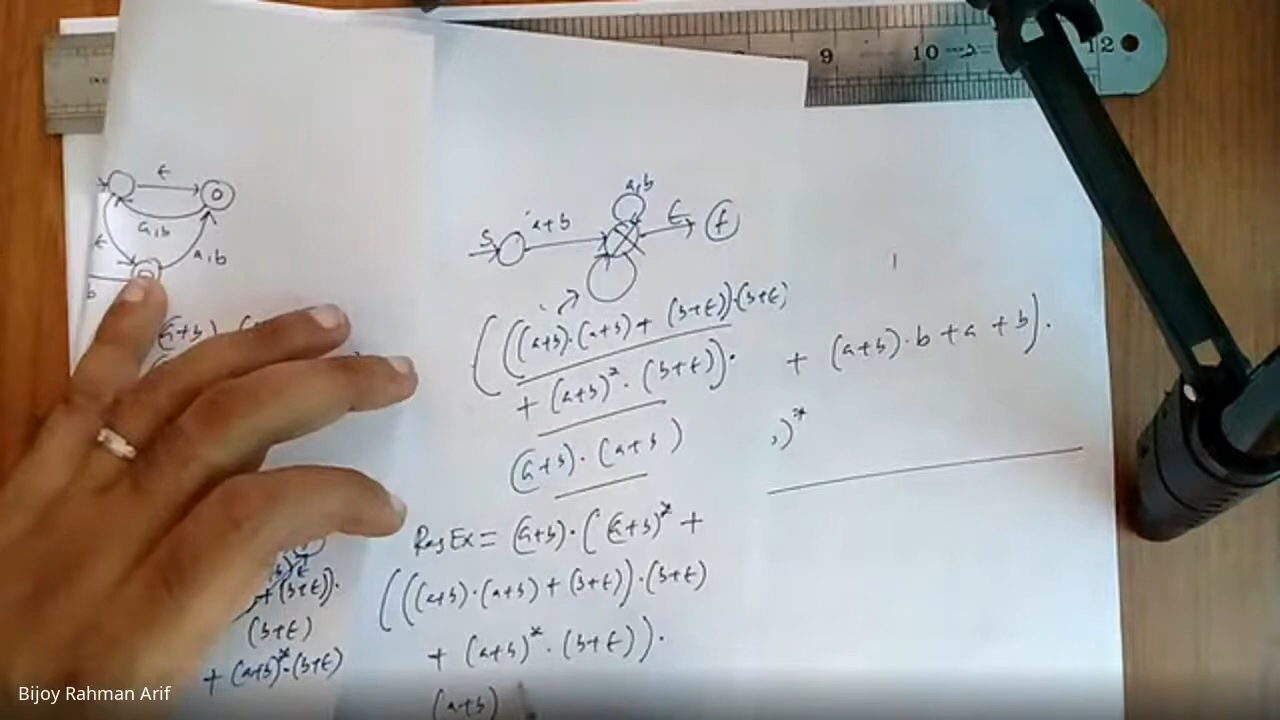 9 10 12
ε
a,b
a,b
b
ε
a,b
S a+b ε f
(((a+b)·(a+b)+ (b+ε))·(b+ε)
+ (a+b)*·(b+ε))· + (a+b)·b+a+b)·
(a+b)·(a+b) )*
RegEx = (a+b)·((a+b)* +
(((a+b)·(a+b)+(b+ε))·(b+ε)
+(b+ε))·
(b+ε) + (a+b)*·(b+ε))·
+ (a+b)*·(b+ε)
(a+b)
Bijoy Rahman Arif